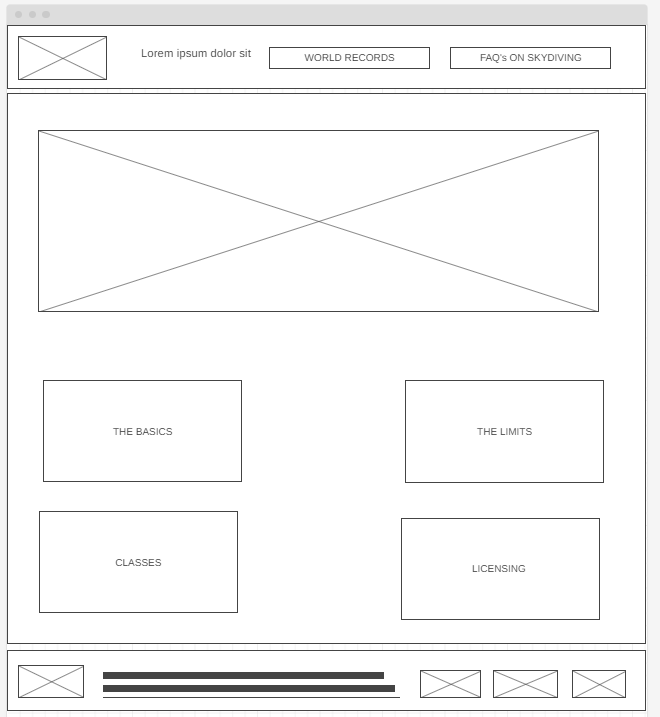 Lorem ipsum dolor sit
WORLD RECORDS
FAQ's ON SKYDIVING
THE BASICS
THE LIMITS
CLASSES
LICENSING